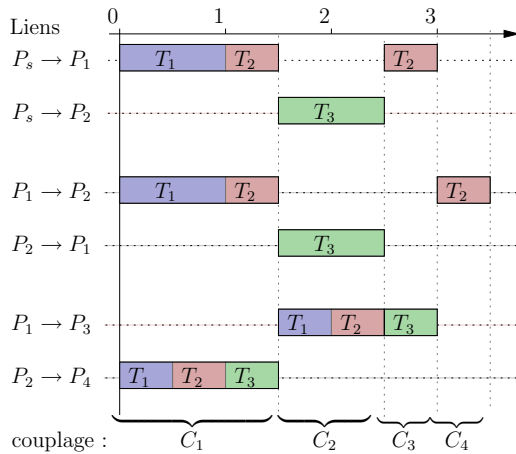 0 1 2 3
Liens
P_s → P_1 T_1 T_2 T_2
P_s → P_2 T_3
P_1 → P_2 T_1 T_2 T_2
P_2 → P_1 T_3
P_1 → P_3 T_1 T_2 T_3
P_2 → P_4 T_1 T_2 T_3
couplage : C_1 C_2 C_3 C_4